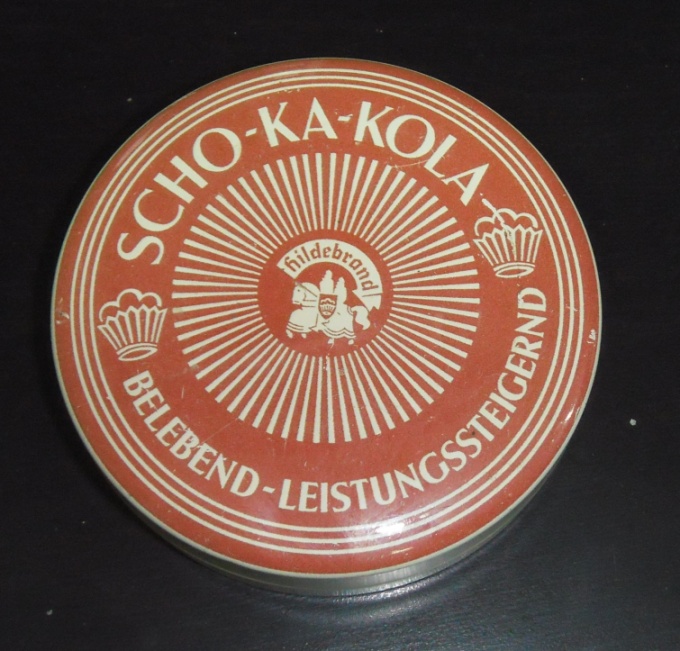 SCHO-KA-KOLA
Hildebrand
BELEBEND-LEISTUNGSSTEIGERND